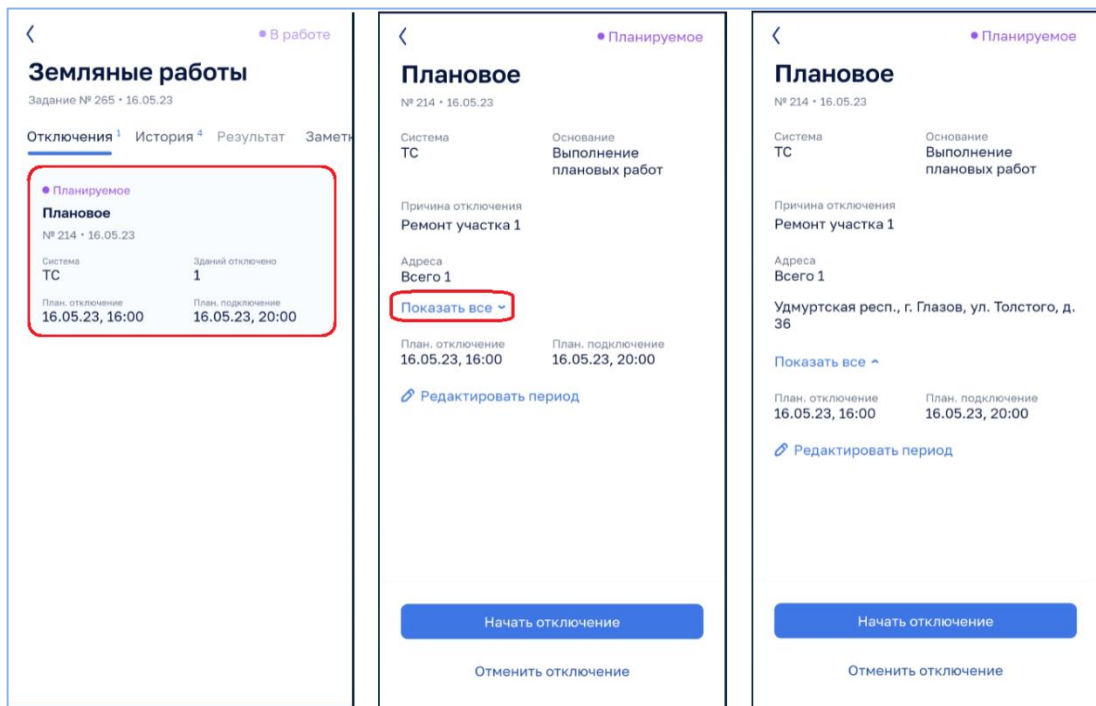 В работе
Земляные работы
Задание № 265 • 16.05.23
Отключения 1 История 4 Результат Заметк
Планируемое
Плановое
№ 214 • 16.05.23
Система Зданий отключено
ТС 1
План. отключение План. подключение
16.05.23, 16:00 16.05.23, 20:00
Планируемое
Плановое
№ 214 • 16.05.23
Система Основание
ТС Выполнение
плановых работ
Причина отключения
Ремонт участка 1
Адреса
Всего 1
Показать все
План. отключение План. подключение
16.05.23, 16:00 16.05.23, 20:00
Редактировать период
Начать отключение
Отменить отключение
Планируемое
Плановое
№ 214 • 16.05.23
Система Основание
ТС Выполнение
плановых работ
Причина отключения
Ремонт участка 1
Адреса
Всего 1
Удмуртская респ., г. Глазов, ул. Толстого, д.
36
Показать все
План. отключение План. подключение
16.05.23, 16:00 16.05.23, 20:00
Редактировать период
Начать отключение
Отменить отключение